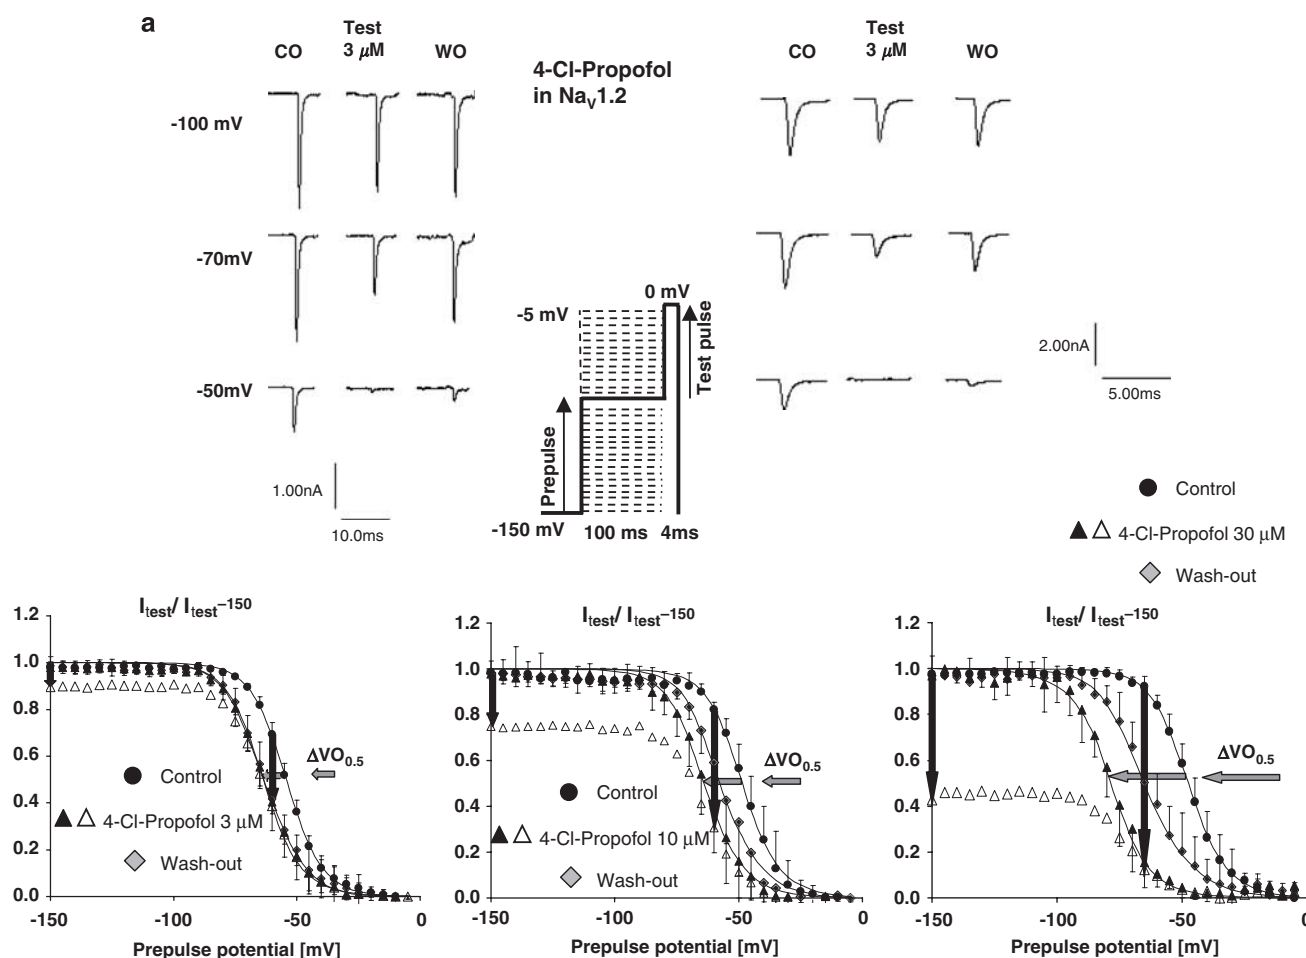 a
CO
Test
3 μM
WO
4-Cl-Propofol
in NaV1.2
CO
Test
3 μM
WO
-100 mV
-70mV
-50mV
1.00nA
10.0ms
0 mV
-5 mV
Test pulse
Prepulse
-150 mV
100 ms
4ms
2.00nA
5.00ms
Control
4-Cl-Propofol 30 μM
Wash-out
Itest/ Itest−150
1.2
1.0
0.8
0.6
0.4
0.2
0.0
-150
-100
-50
0
ΔVO0.5
Control
4-Cl-Propofol 3 μM
Wash-out
Prepulse potential [mV]
Itest/ Itest−150
1.2
1.0
0.8
0.6
0.4
0.2
0.0
-150
-100
-50
0
ΔVO0.5
Control
4-Cl-Propofol 10 μM
Wash-out
Prepulse potential [mV]
Itest/ Itest−150
1.2
1.0
0.8
0.6
0.4
0.2
0.0
-150
-100
-50
0
ΔVO0.5
Prepulse potential [mV]